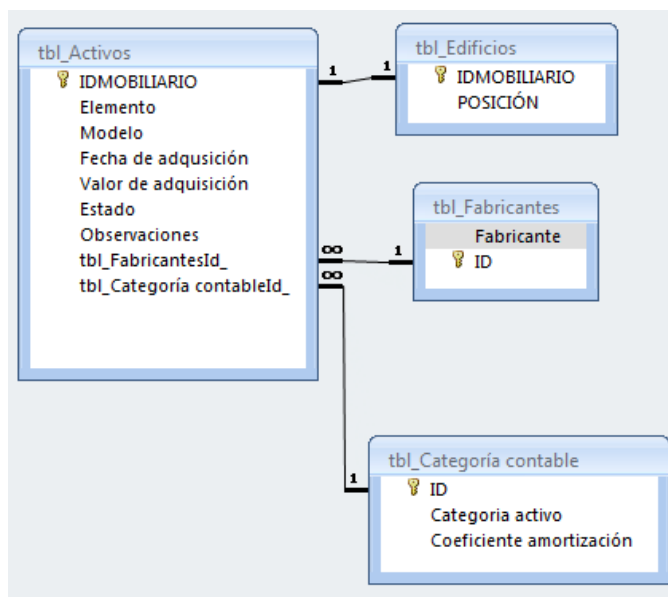 tbl_Activos
IDMOBILIARIO
Elemento
Modelo
Fecha de adqusición
Valor de adquisición
Estado
Observaciones
tbl_FabricantesId_
tbl_Categoría contableId_
1
1
tbl_Edificios
IDMOBILIARIO
POSICIÓN
∞
1
tbl_Fabricantes
Fabricante
ID
∞
1
tbl_Categoría contable
ID
Categoria activo
Coeficiente amortización